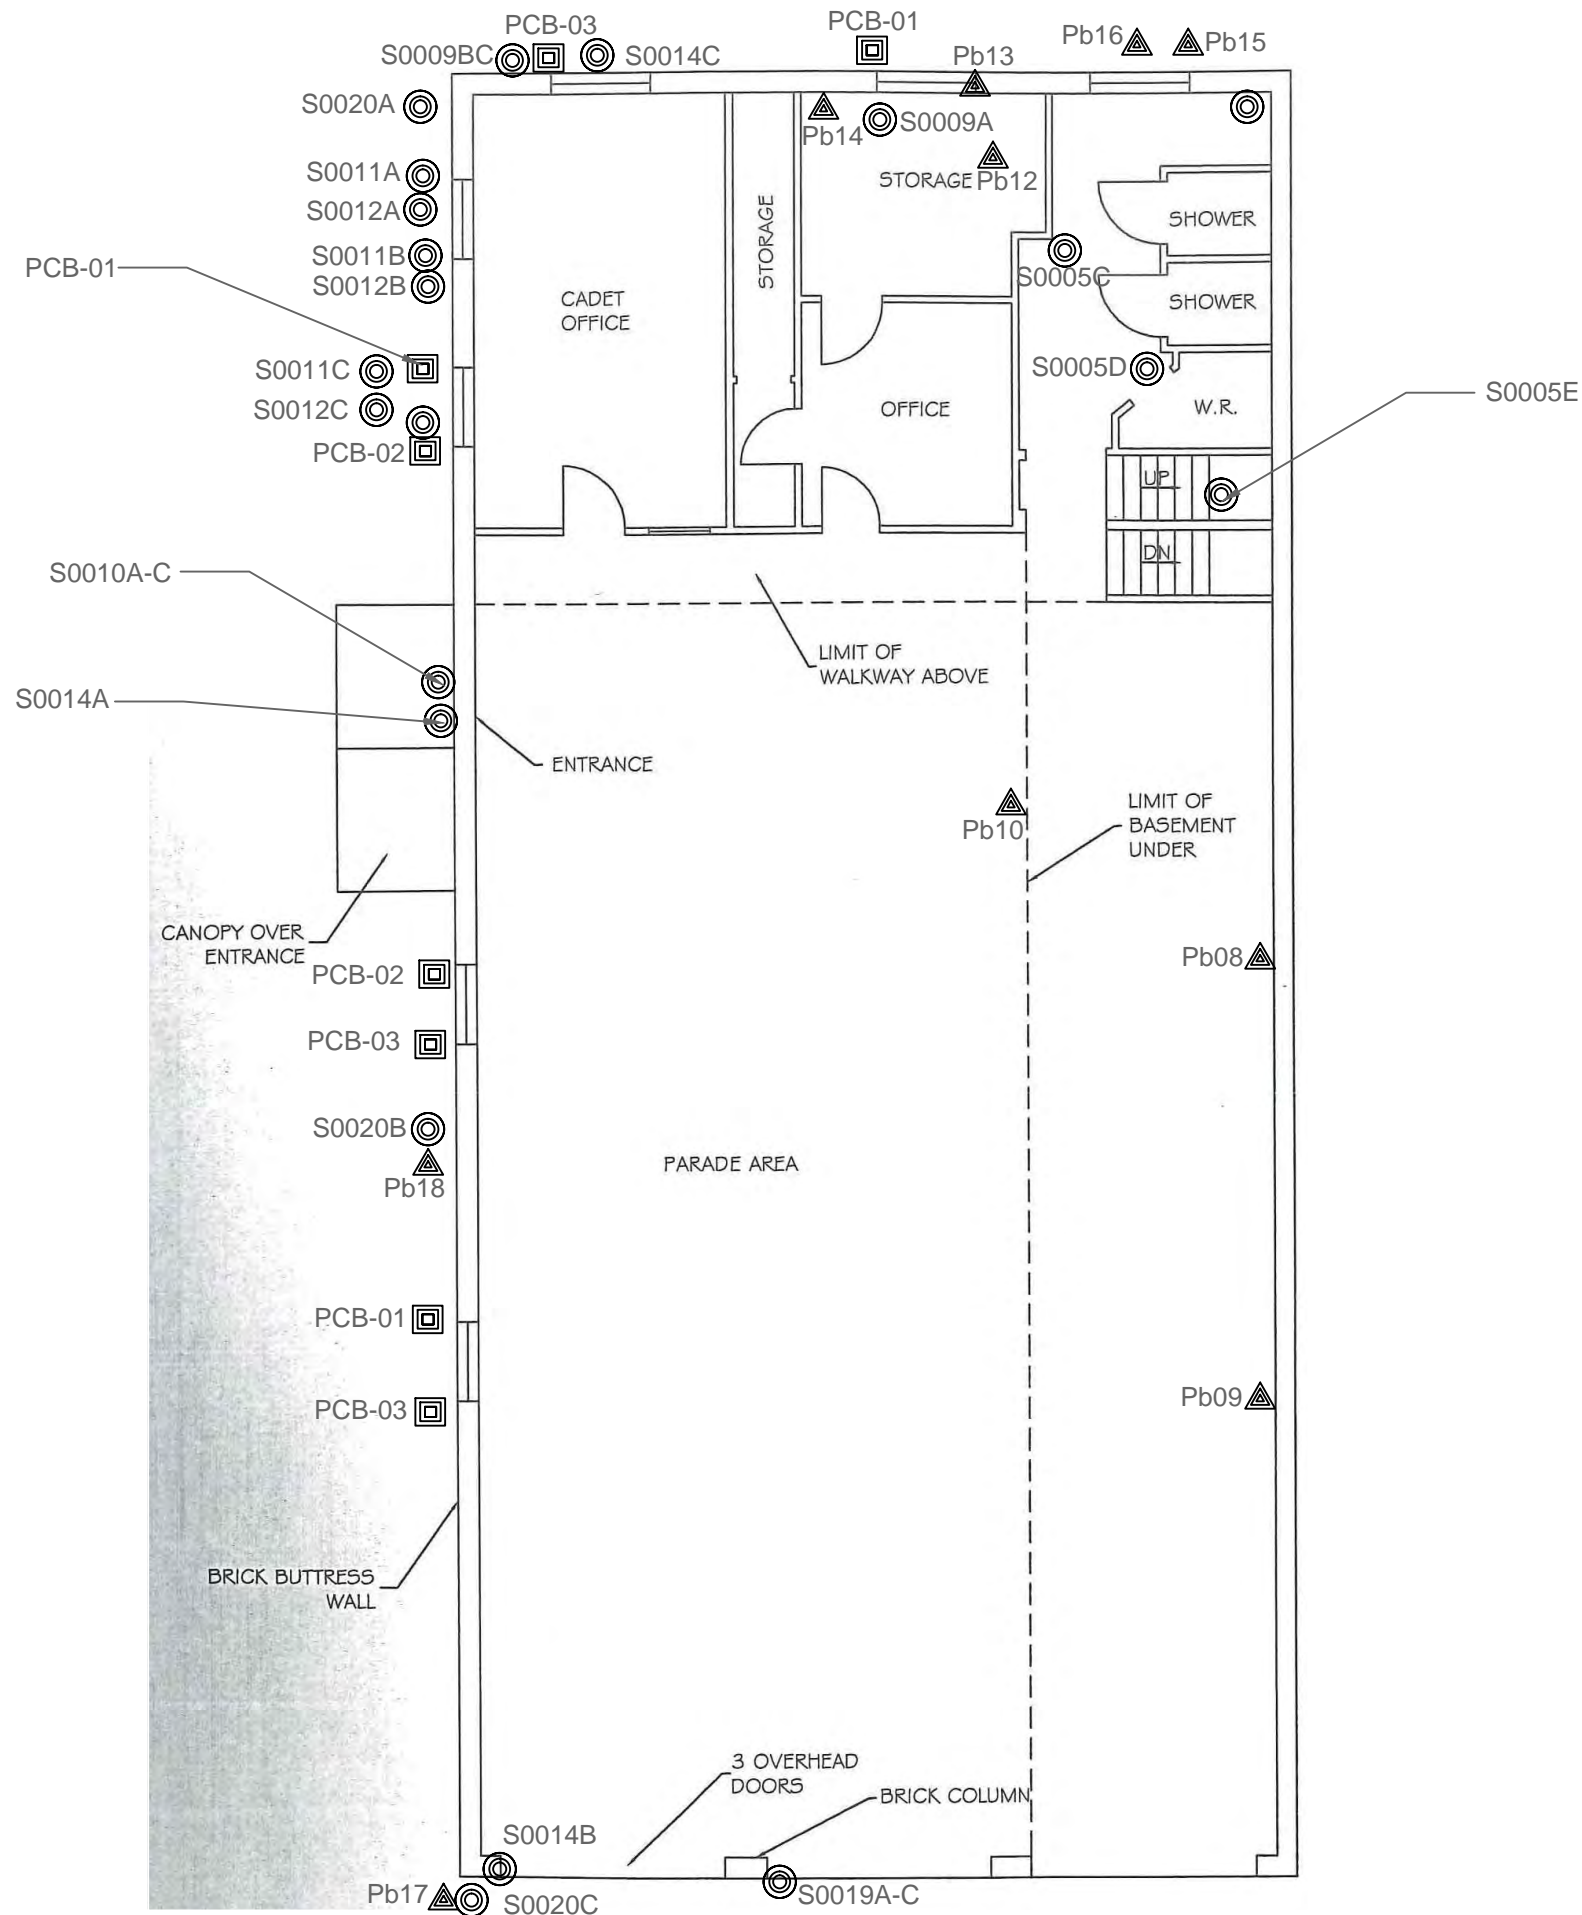 PCB-03
PCB-01
S0009BC
S0014C
Pb13
Pb16
Pb15
S0020A
Pb14
S0009A
S0011A
STORAGE
Pb12
S0012A
SHOWER
STORAGE
S0011B
S0005C
PCB-01
S0012B
CADET
OFFICE
SHOWER
S0011C
S0005D
S0005E
S0012C
OFFICE
W.R.
PCB-02
UP
DN
S0010A-C
LIMIT OF
WALKWAY ABOVE
S0014A
ENTRANCE
LIMIT OF
BASEMENT
UNDER
Pb10
CANOPY OVER
ENTRANCE
Pb08
PCB-02
PCB-03
S0020B
PARADE AREA
Pb18
PCB-01
Pb09
PCB-03
BRICK BUTTRESS
WALL
3 OVERHEAD
DOORS
BRICK COLUMN
S0014B
Pb17
S0020C
S0019A-C